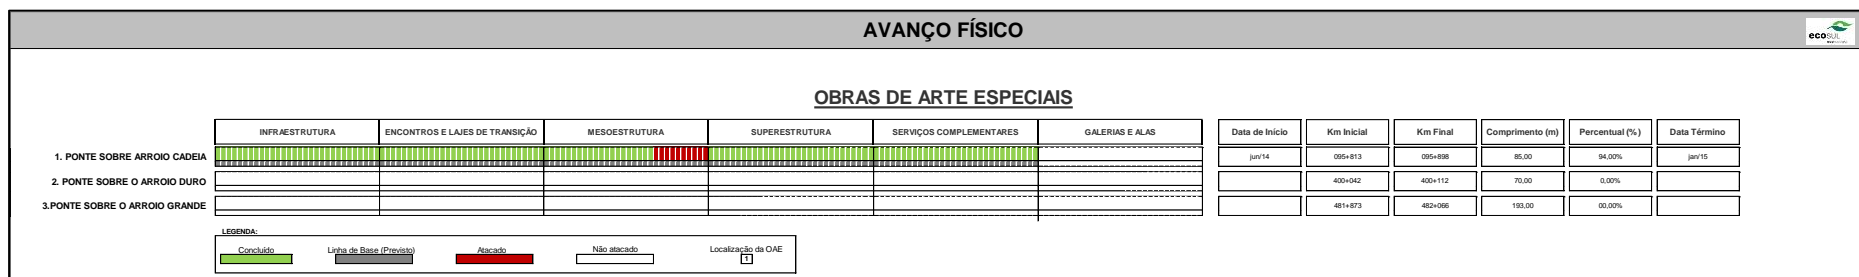 AVANÇO FÍSICO
ecoSUL
OBRAS DE ARTE ESPECIAIS
INFRAESTRUTURA ENCONTROS E LAJES DE TRANSIÇÃO MESOESTRUTURA SUPERESTRUTURA SERVIÇOS COMPLEMENTARES GALERIAS E ALAS Data de Início Km Inicial Km Final Comprimento (m) Percentual (%) Data Término
1. PONTE SOBRE ARROIO CADEIA jun/14 095+813 095+898 85,00 94,00% jan/15
2. PONTE SOBRE O ARROIO DURO 400+042 400+112 70,00 0,00%
3.PONTE SOBRE O ARROIO GRANDE 481+873 482+066 193,00 00,00%
LEGENDA:
Concluído Linha de Base (Previsto) Atacado Não atacado Localização da OAE
1